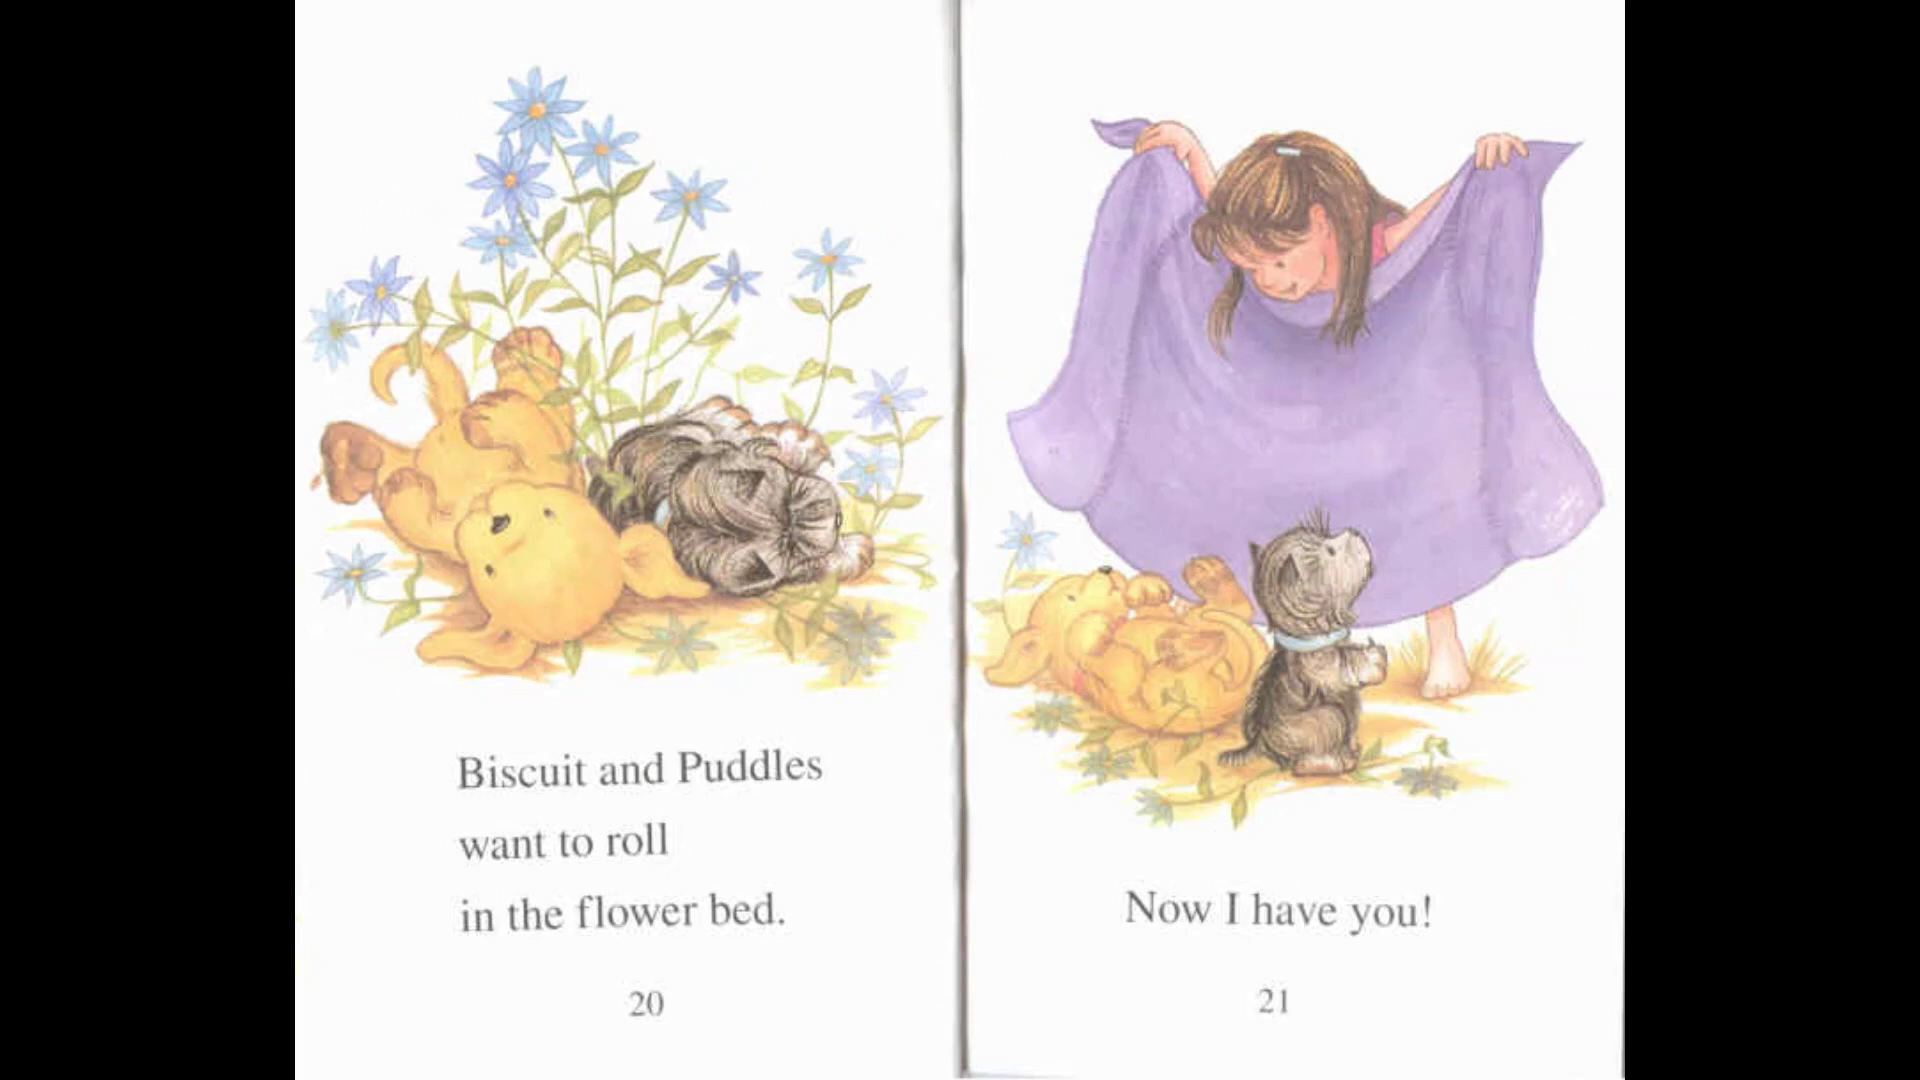 Biscuit and Puddles
want to roll
in the flower bed.
20
Now I have you!
21